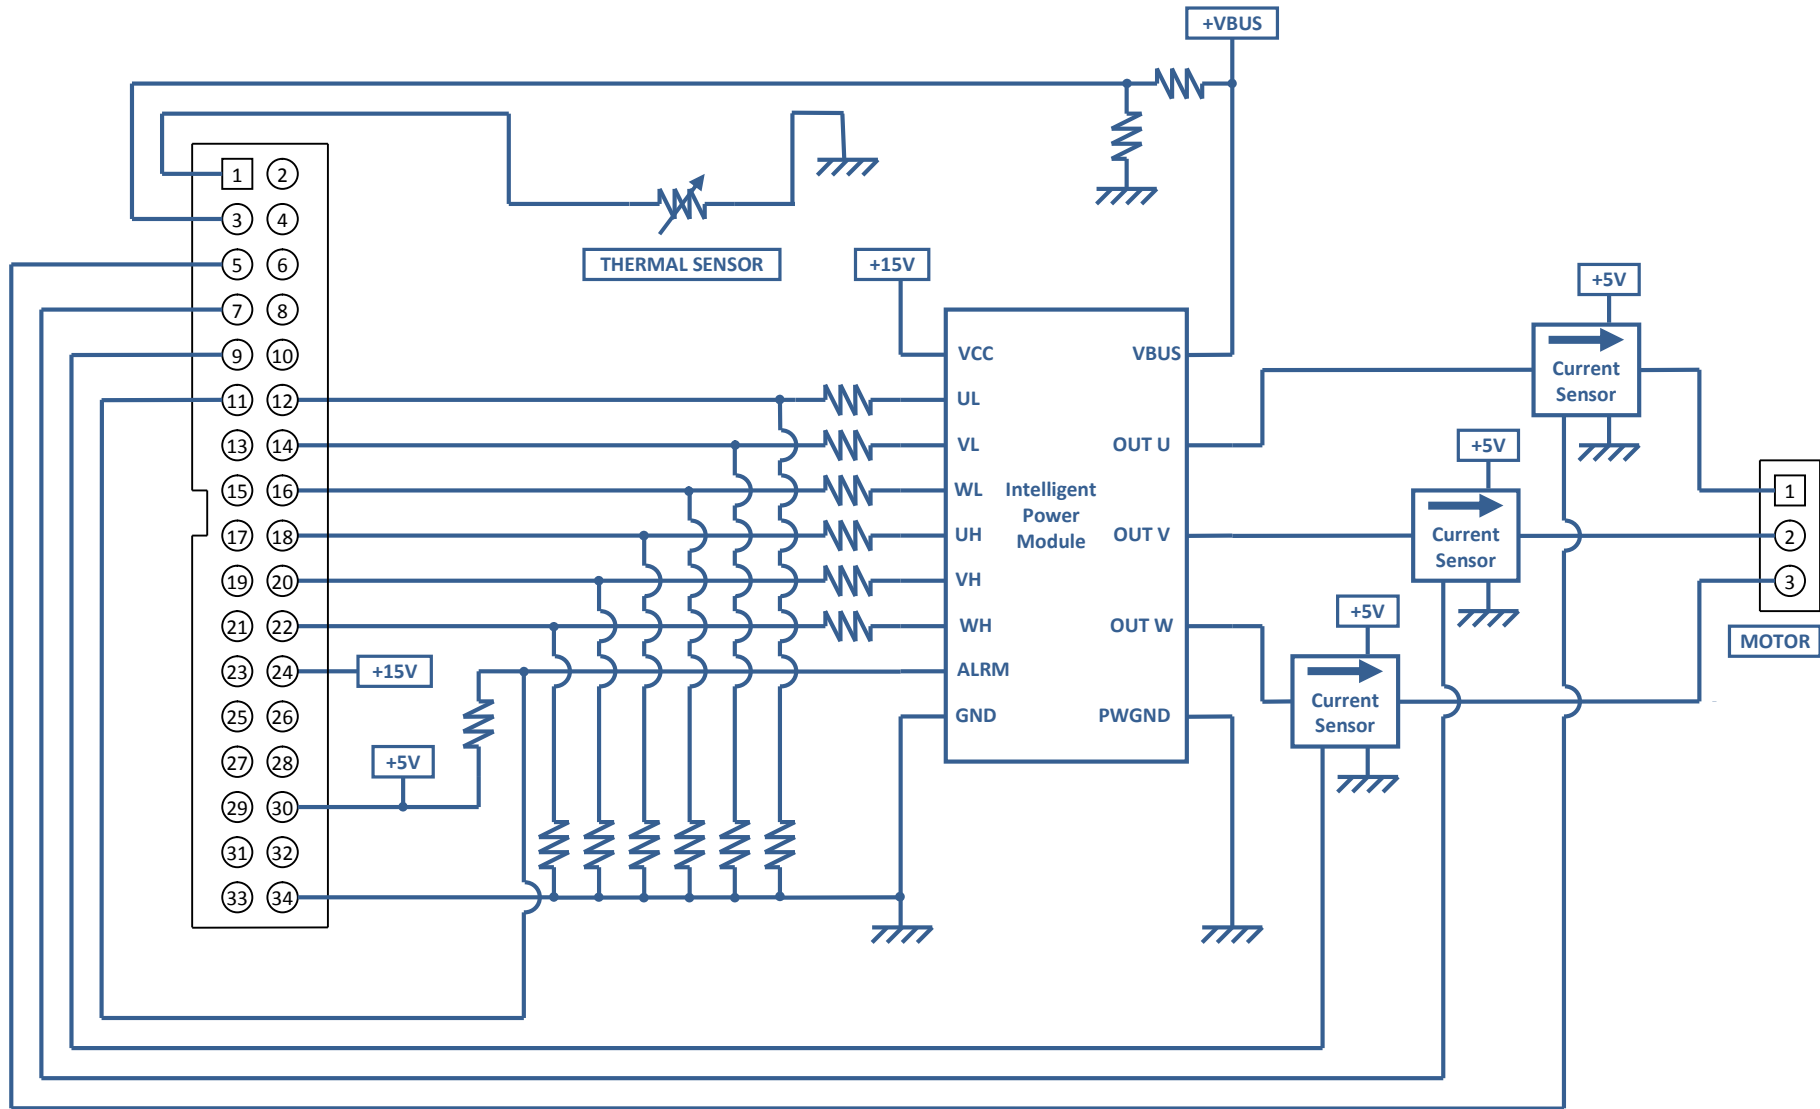 +VBUS
1 2
3 4
5 6
7 8
9 10
11 12
13 14
15 16
17 18
19 20
21 22
23 24
25 26
27 28
29 30
31 32
33 34
THERMAL SENSOR
+15V
+15V
+5V
VCC
UL
VL
WL
UH
VH
WH
ALRM
GND
Intelligent
Power
Module
VBUS
OUT U
OUT V
OUT W
PWGND
+5V
Current
Sensor
+5V
Current
Sensor
+5V
Current
Sensor
1
2
3
MOTOR